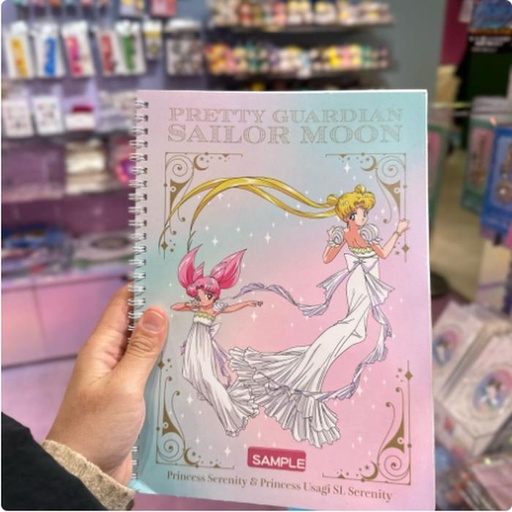 PRETTY GUARDIAN
SAILOR MOON
SAMPLE
Princess Serenity & Princess Usagi SL Serenity